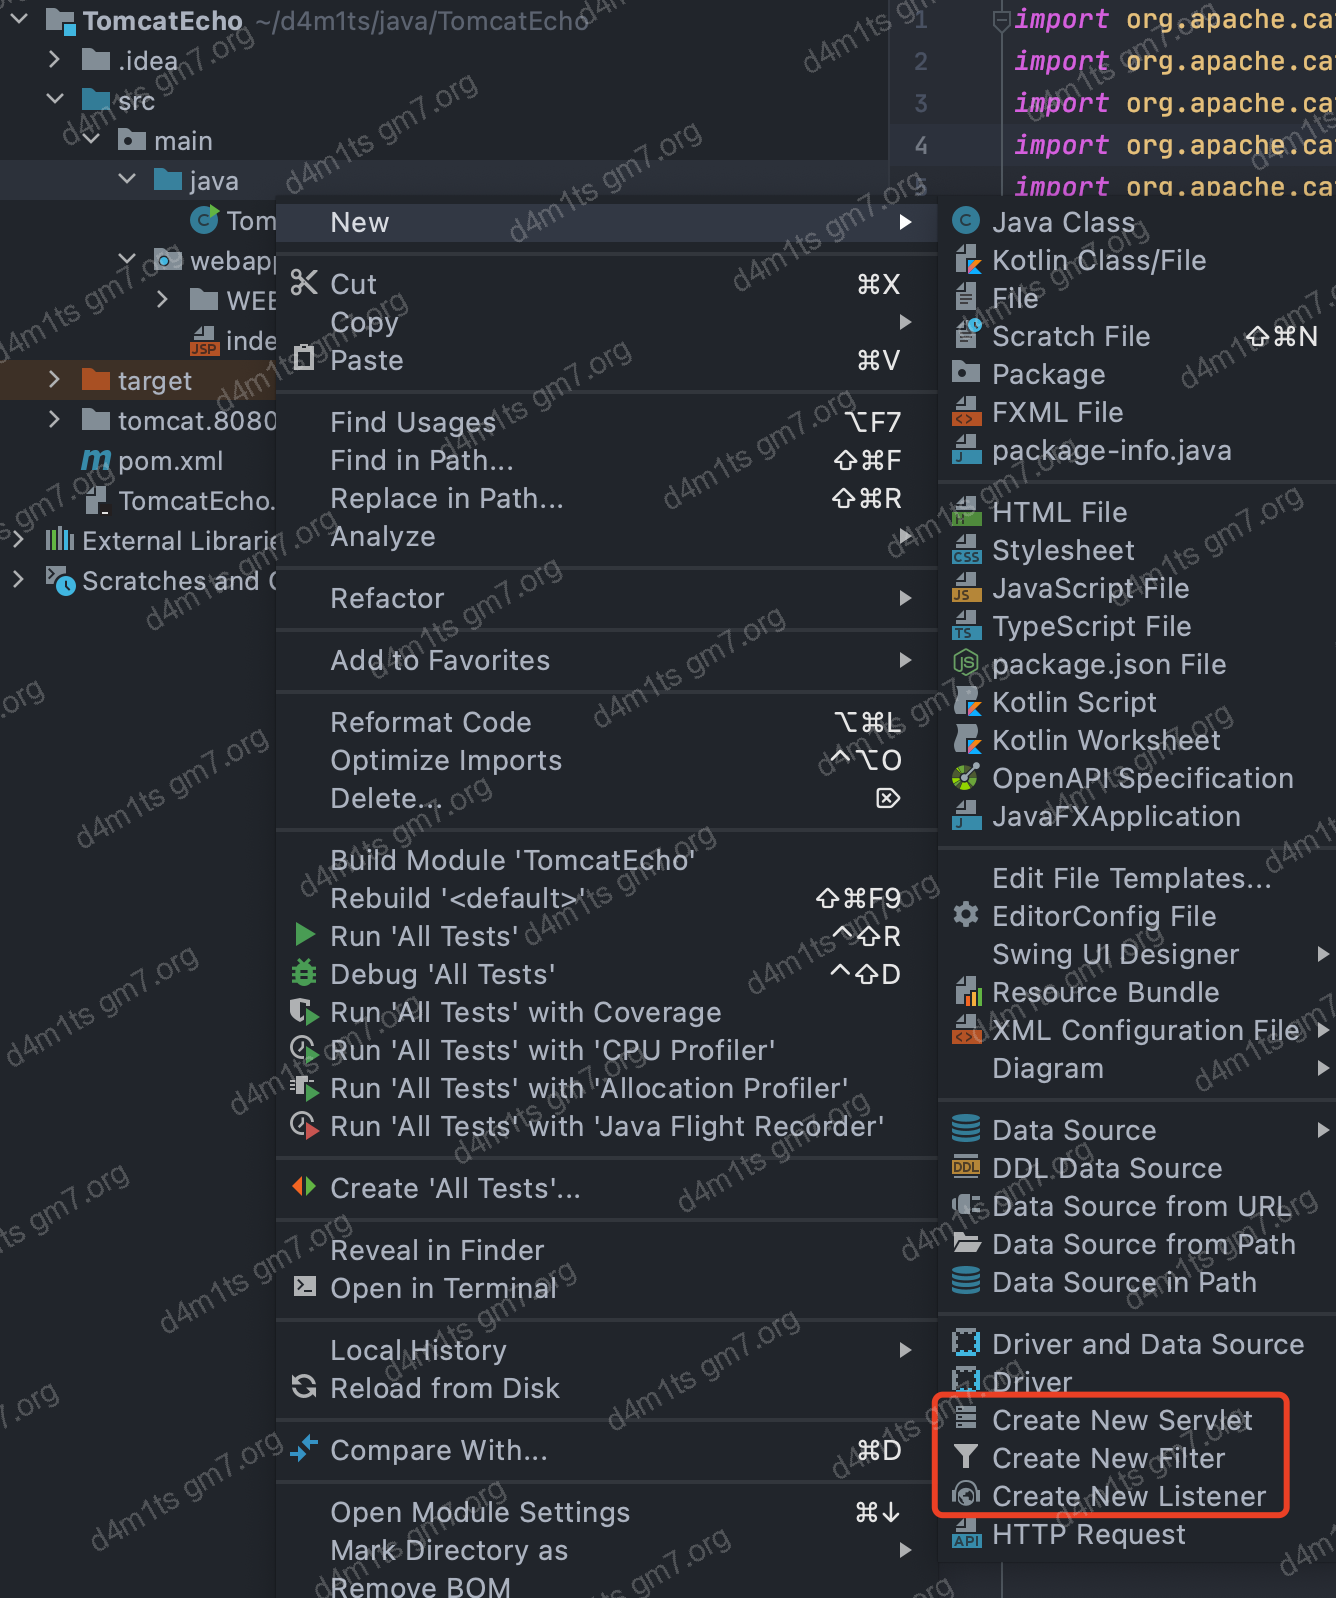 TomcatEcho ~/d4m1ts/java/TomcatEcho
.idea
src
main
java
Tom
webapp
WEB
inde
JSP
target
tomcat.8080
pom.xml
TomcatEcho.
External Librarie
Scratches and C
1 import org.apache.ca
2 import org.apache.ca
3 import org.apache.ca
4 import org.apache.ca
5 import org.apache.ca
New
Cut ⌘X
Copy
Paste ⌘V
Find Usages ⌥F7
Find in Path... ⇧⌘F
Replace in Path... ⇧⌘R
Analyze
Refactor
Add to Favorites
Reformat Code ⌥⌘L
Optimize Imports ^⌥O
Delete... ⌦
Build Module 'TomcatEcho'
Rebuild '<default>' ⇧⌘F9
Run 'All Tests' ^⇧R
Debug 'All Tests' ^⇧D
Run 'All Tests' with Coverage
Run 'All Tests' with 'CPU Profiler'
Run 'All Tests' with 'Allocation Profiler'
Run 'All Tests' with 'Java Flight Recorder'
Create 'All Tests'...
Reveal in Finder
Open in Terminal
Local History
Reload from Disk
Compare With... ⌘D
Open Module Settings ⌘↓
Mark Directory as
Remove BOM
Java Class
Kotlin Class/File
File
Scratch File ⇧⌘N
Package
FXML File
package-info.java
HTML File
Stylesheet
JavaScript File
TypeScript File
package.json File
Kotlin Script
Kotlin Worksheet
OpenAPI Specification
JavaFXApplication
Edit File Templates...
EditorConfig File
Swing UI Designer
Resource Bundle
XML Configuration File
Diagram
Data Source
DDL Data Source
Data Source from URL
Data Source from Path
Data Source in Path
Driver and Data Source
Driver
Create New Servlet
Create New Filter
Create New Listener
HTTP Request
d4m1ts gm7.org